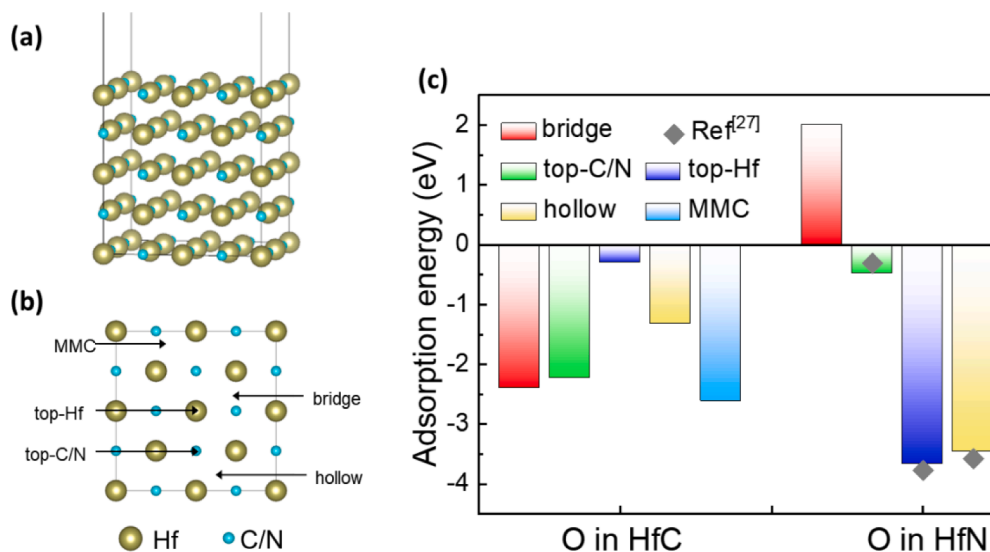 (a)
(b)
MMC
top-Hf
top-C/N
bridge
hollow
Hf C/N
(c)
Adsorption energy (eV)
2
1
0
-1
-2
-3
-4
bridge Ref[27]
top-C/N top-Hf
hollow MMC
O in HfC O in HfN